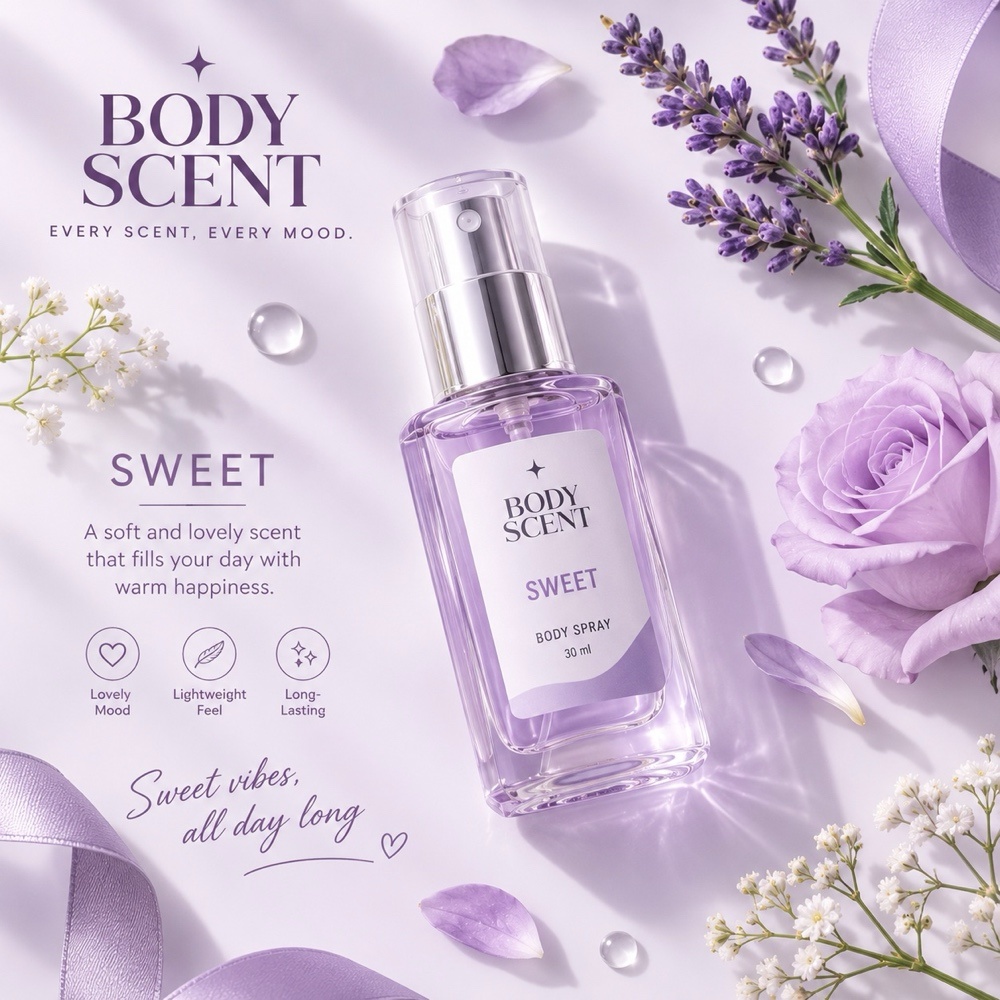 BODY
SCENT
EVERY SCENT, EVERY MOOD.
SWEET
A soft and lovely scent
that fills your day with
warm happiness.
Lovely
Mood
Lightweight
Feel
Long-
Lasting
Sweet vibes,
all day long
BODY
SCENT
SWEET
BODY SPRAY
30 ml